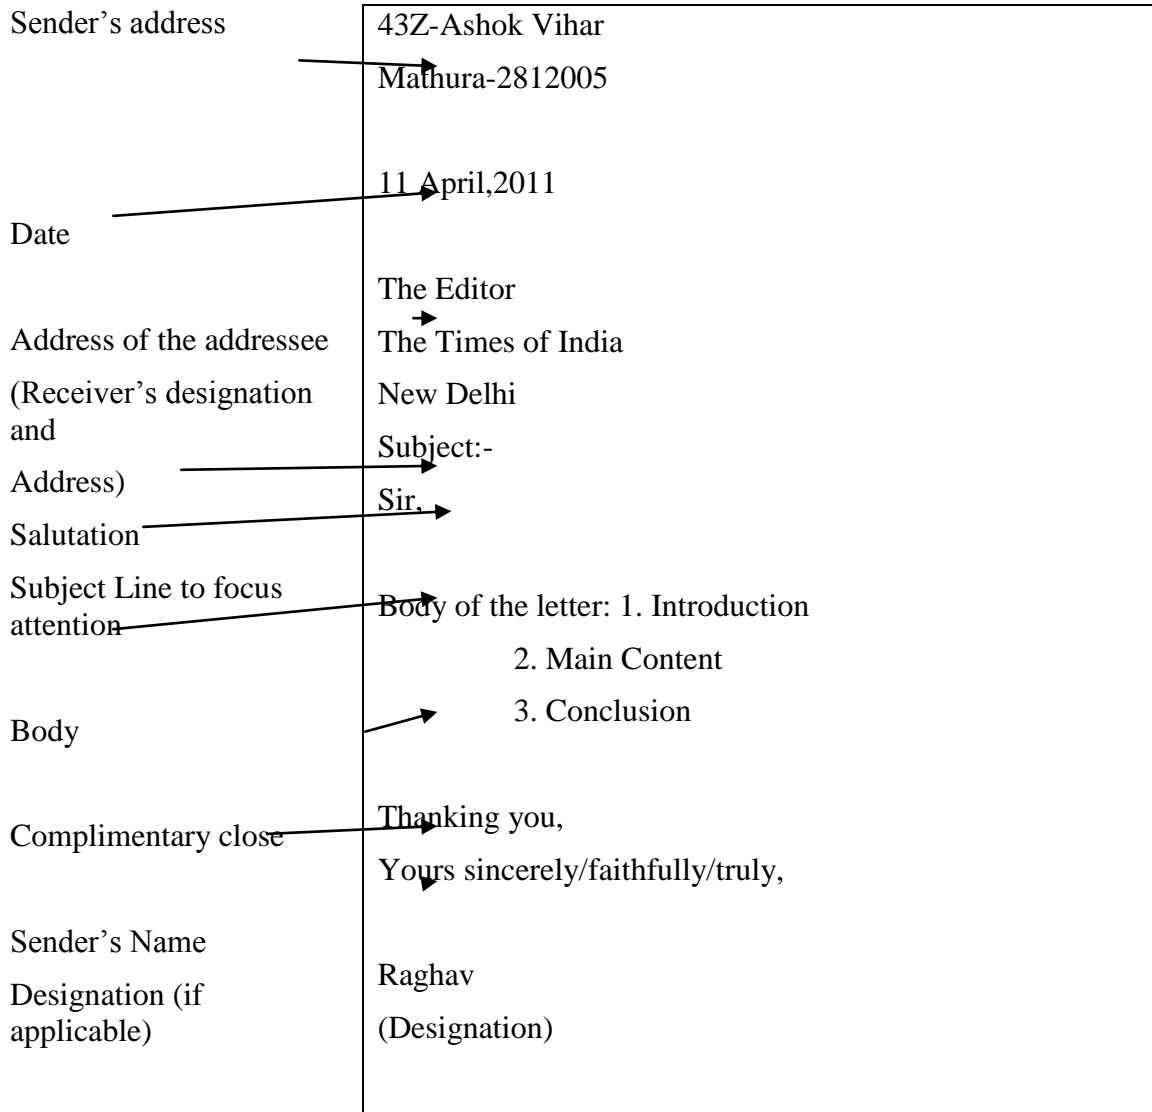 Sender’s address
43Z-Ashok Vihar
Mathura-2812005
11 April,2011
Date
The Editor
Address of the addressee
The Times of India
(Receiver’s designation
and
New Delhi
Subject:-
Address)
Sir,
Salutation
Subject Line to focus
attention
Body of the letter: 1. Introduction
2. Main Content
3. Conclusion
Body
Thanking you,
Complimentary close
Yours sincerely/faithfully/truly,
Sender’s Name
Raghav
Designation (if
applicable)
(Designation)